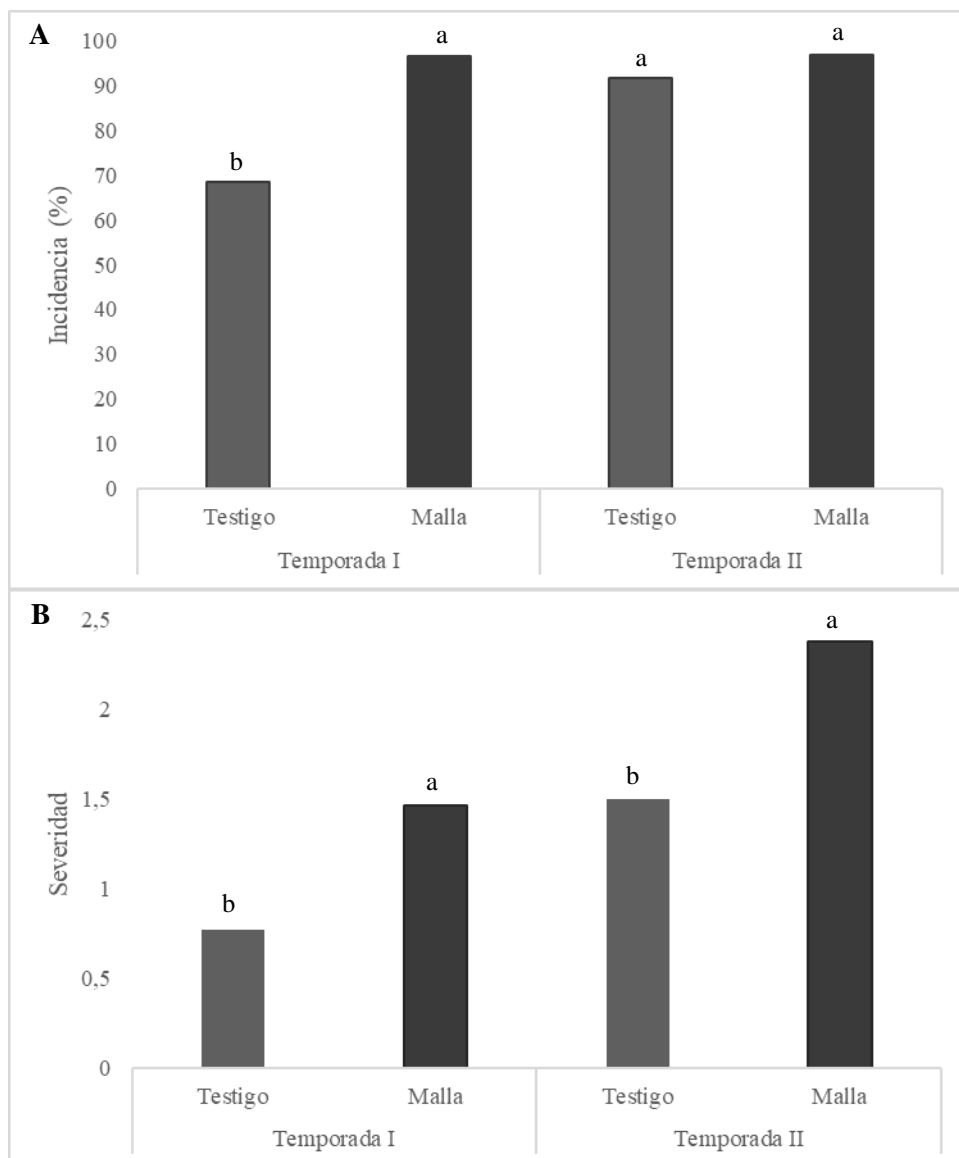 A
Incidencia (%)
100
90
80
70
60
50
40
30
20
10
0
b
a
a
a
Testigo Malla Testigo Malla
Temporada I Temporada II
B
Severidad
2,5
2
1,5
1
0,5
0
b
a
b
a
Testigo Malla Testigo Malla
Temporada I Temporada II